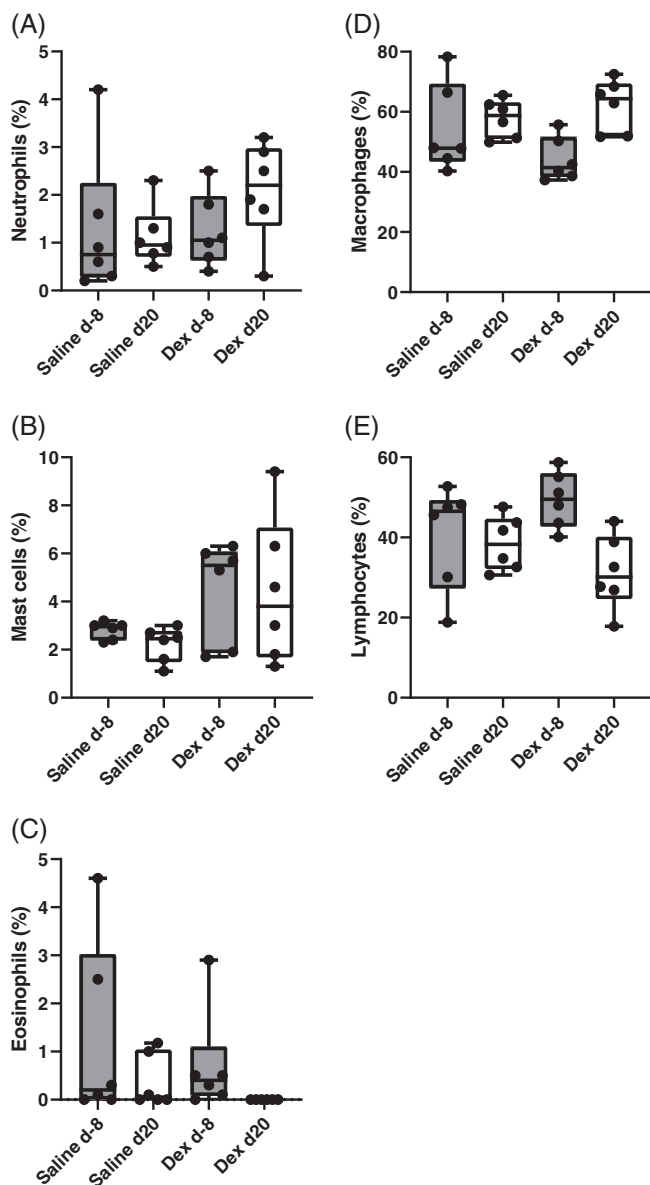 (A)
Neutrophils (%)
5
4
3
2
1
0
Saline d-8
Saline d20
Dex d-8
Dex d20
(B)
Mast cells (%)
10
8
6
4
2
0
Saline d-8
Saline d20
Dex d-8
Dex d20
(C)
Eosinophils (%)
5
4
3
2
1
0
Saline d-8
Saline d20
Dex d-8
Dex d20
(D)
Macrophages (%)
80
60
40
20
0
Saline d-8
Saline d20
Dex d-8
Dex d20
(E)
Lymphocytes (%)
60
40
20
0
Saline d-8
Saline d20
Dex d-8
Dex d20